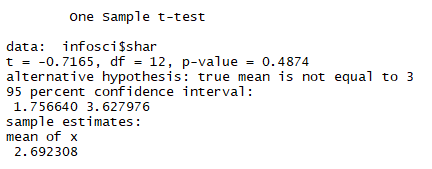 One Sample t-test
data: infosci$shar
t = -0.7165, df = 12, p-value = 0.4874
alternative hypothesis: true mean is not equal to 3
95 percent confidence interval:
1.756640 3.627976
sample estimates:
mean of x
2.692308